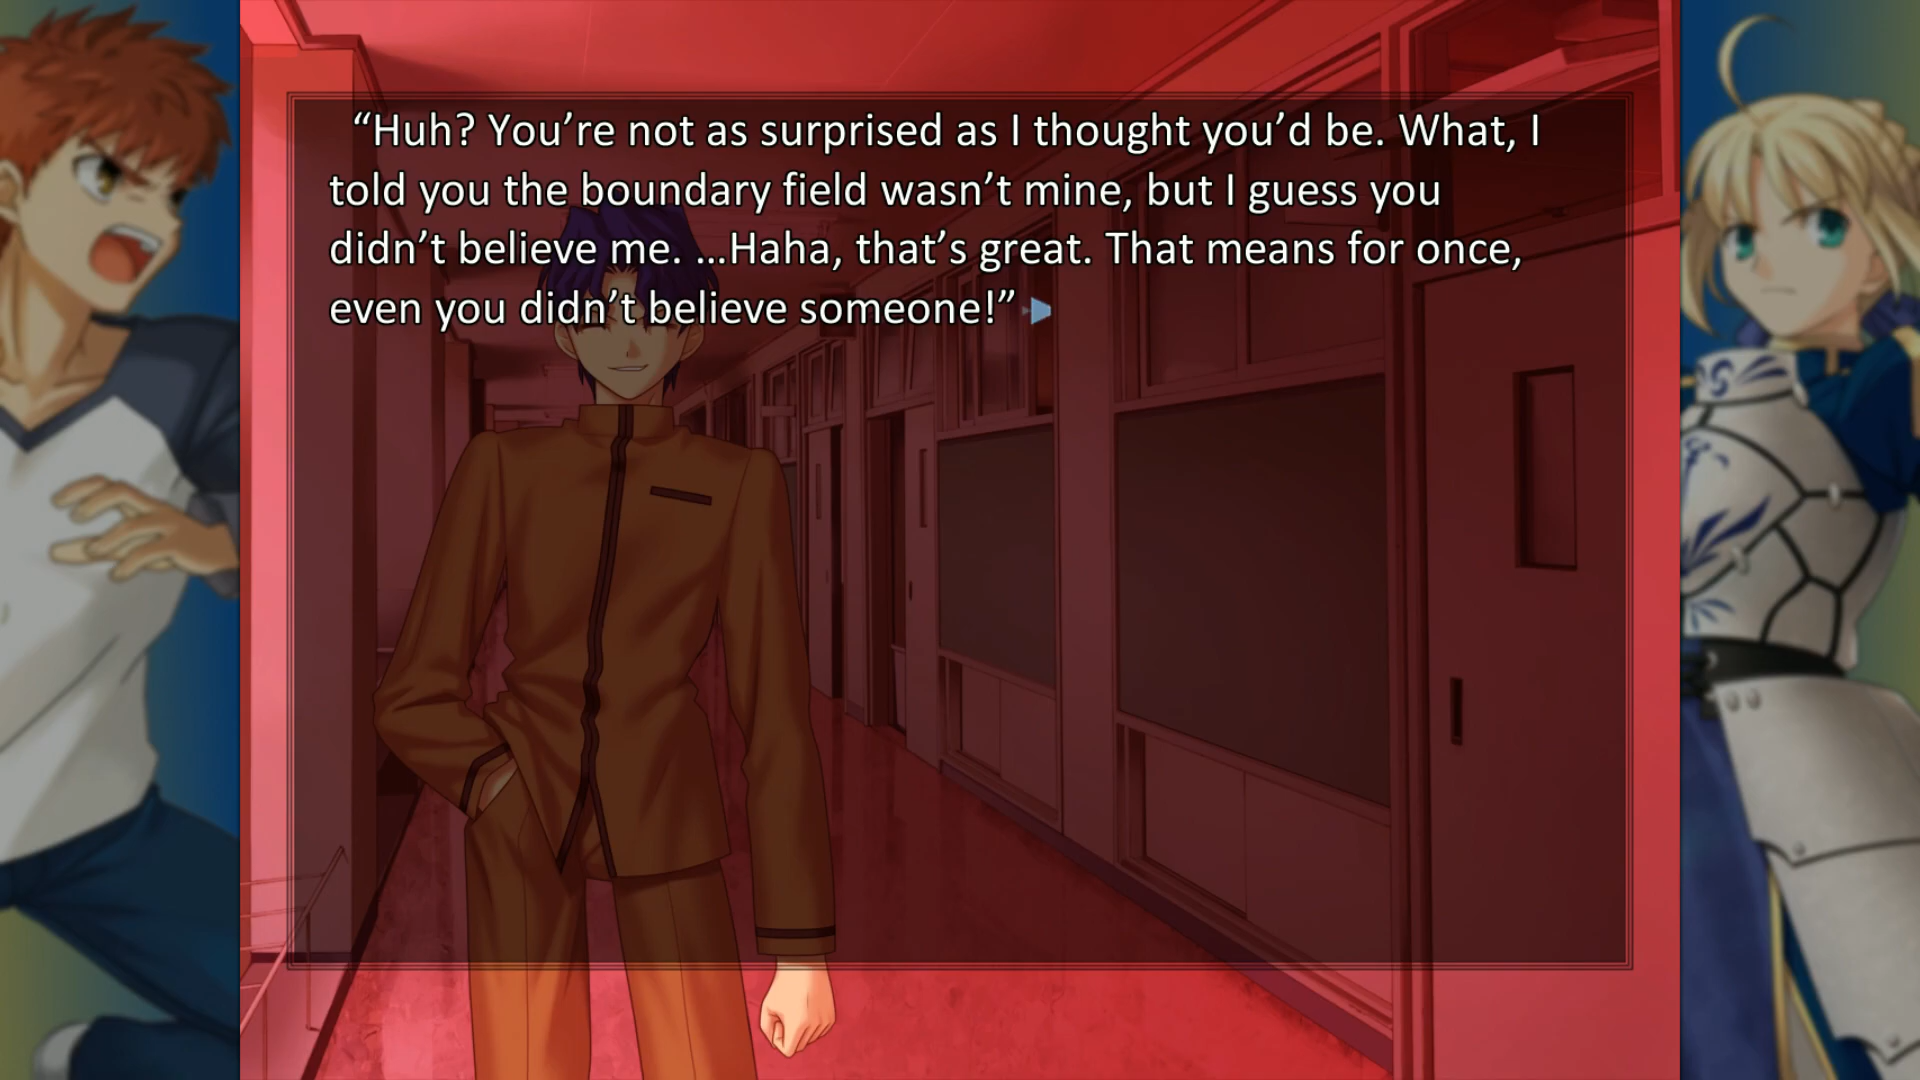 “Huh? You’re not as surprised as I thought you’d be. What, I
told you the boundary field wasn’t mine, but I guess you
didn’t believe me. …Haha, that’s great. That means for once,
even you didn’t believe someone!”